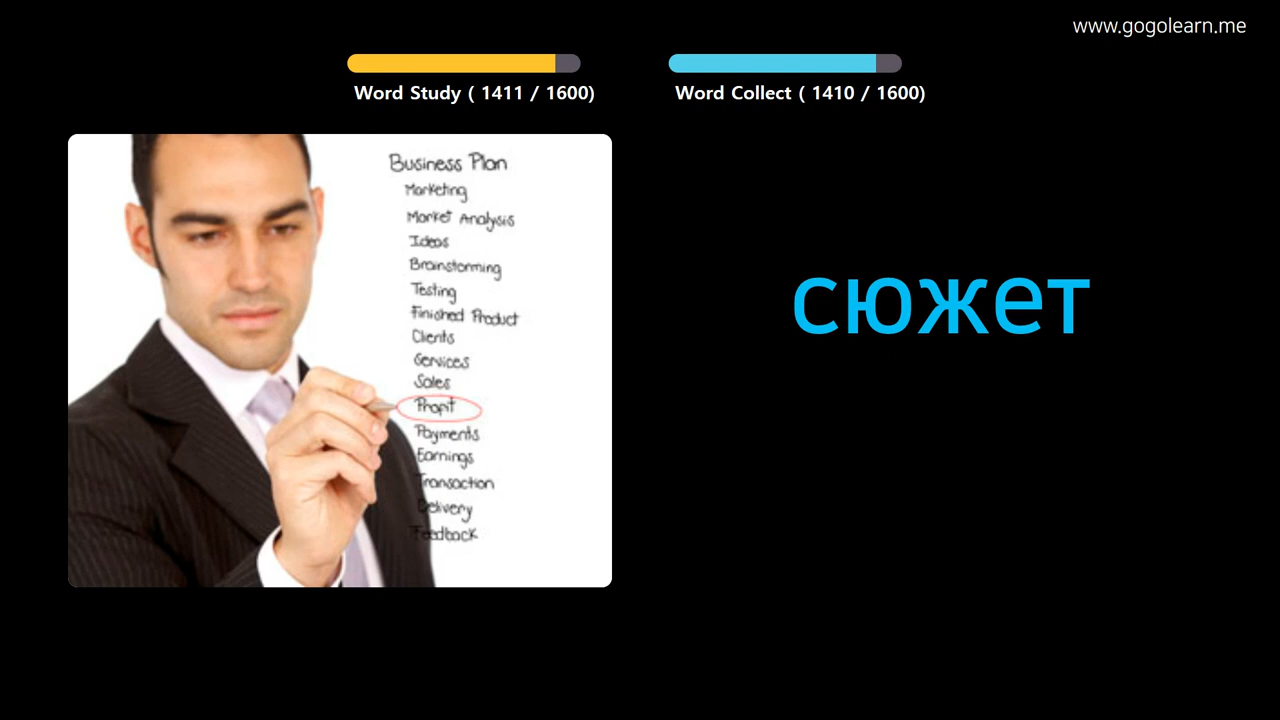 www.gogolearn.me
Word Study ( 1411 / 1600)
Word Collect ( 1410 / 1600)
Business Plan
Marketing
Market Analysis
Ideas
Brainstorming
Testing
Finished Product
Clients
Services
Sales
Profit
Payments
Earnings
Transaction
Delivery
Feedback
сюжет